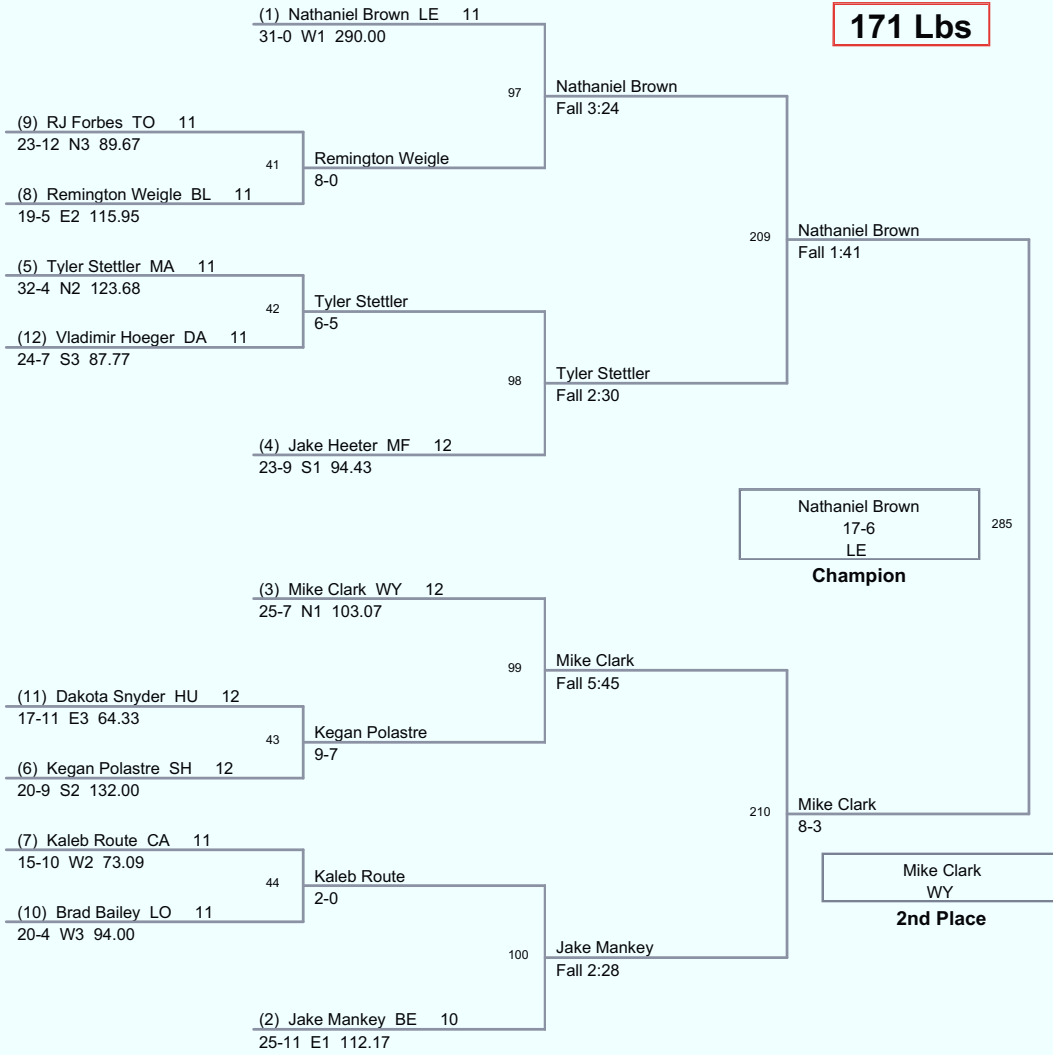 171 Lbs
(1) Nathaniel Brown LE 11
31-0 W1 290.00
97
Nathaniel Brown
Fall 3:24
(9) RJ Forbes TO 11
23-12 N3 89.67
41
Remington Weigle
8-0
(8) Remington Weigle BL 11
19-5 E2 115.95
209
Nathaniel Brown
Fall 1:41
(5) Tyler Stettler MA 11
32-4 N2 123.68
42
Tyler Stettler
6-5
(12) Vladimir Hoeger DA 11
24-7 S3 87.77
98
Tyler Stettler
Fall 2:30
(4) Jake Heeter MF 12
23-9 S1 94.43
Nathaniel Brown
17-6
LE
285
Champion
(3) Mike Clark WY 12
25-7 N1 103.07
99
Mike Clark
Fall 5:45
(11) Dakota Snyder HU 12
17-11 E3 64.33
43
Kegan Polastre
9-7
(6) Kegan Polastre SH 12
20-9 S2 132.00
210
Mike Clark
8-3
(7) Kaleb Route CA 11
15-10 W2 73.09
44
Kaleb Route
2-0
(10) Brad Bailey LO 11
20-4 W3 94.00
Mike Clark
WY
2nd Place
100
Jake Mankey
Fall 2:28
(2) Jake Mankey BE 10
25-11 E1 112.17